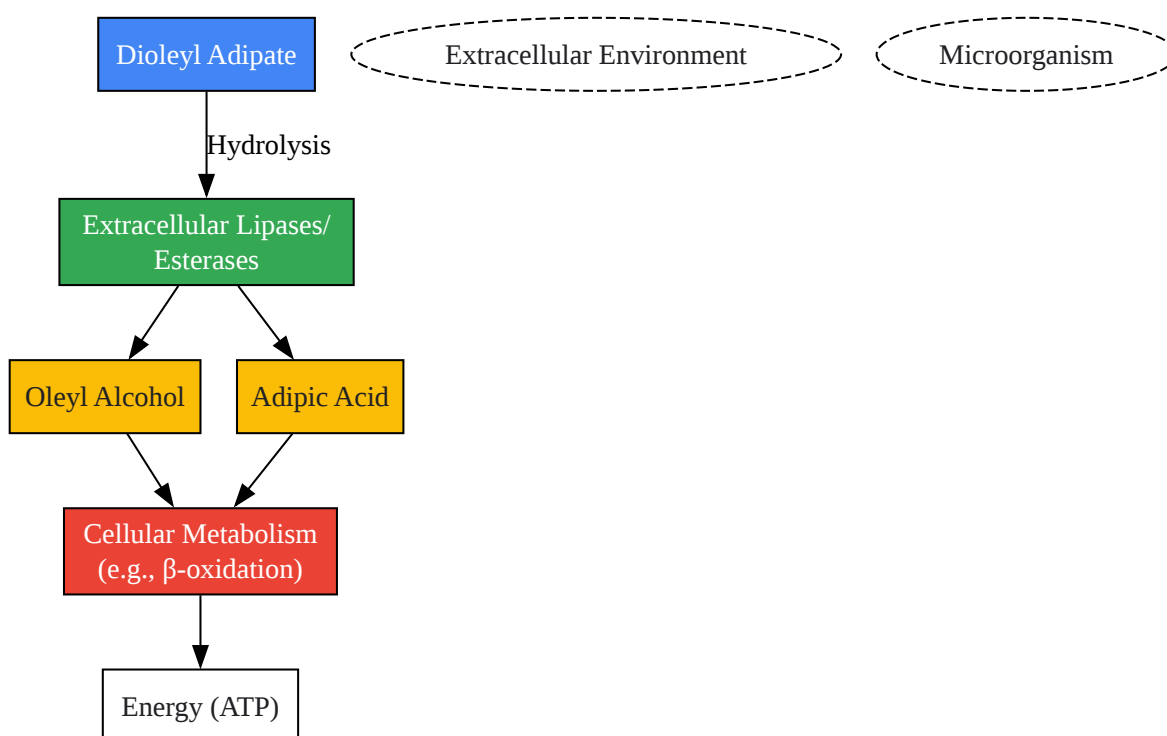 Dioleyl Adipate
Extracellular Environment
Microorganism
Hydrolysis
Extracellular Lipases/
Esterases
Oleyl Alcohol
Adipic Acid
Cellular Metabolism
(e.g., β-oxidation)
Energy (ATP)